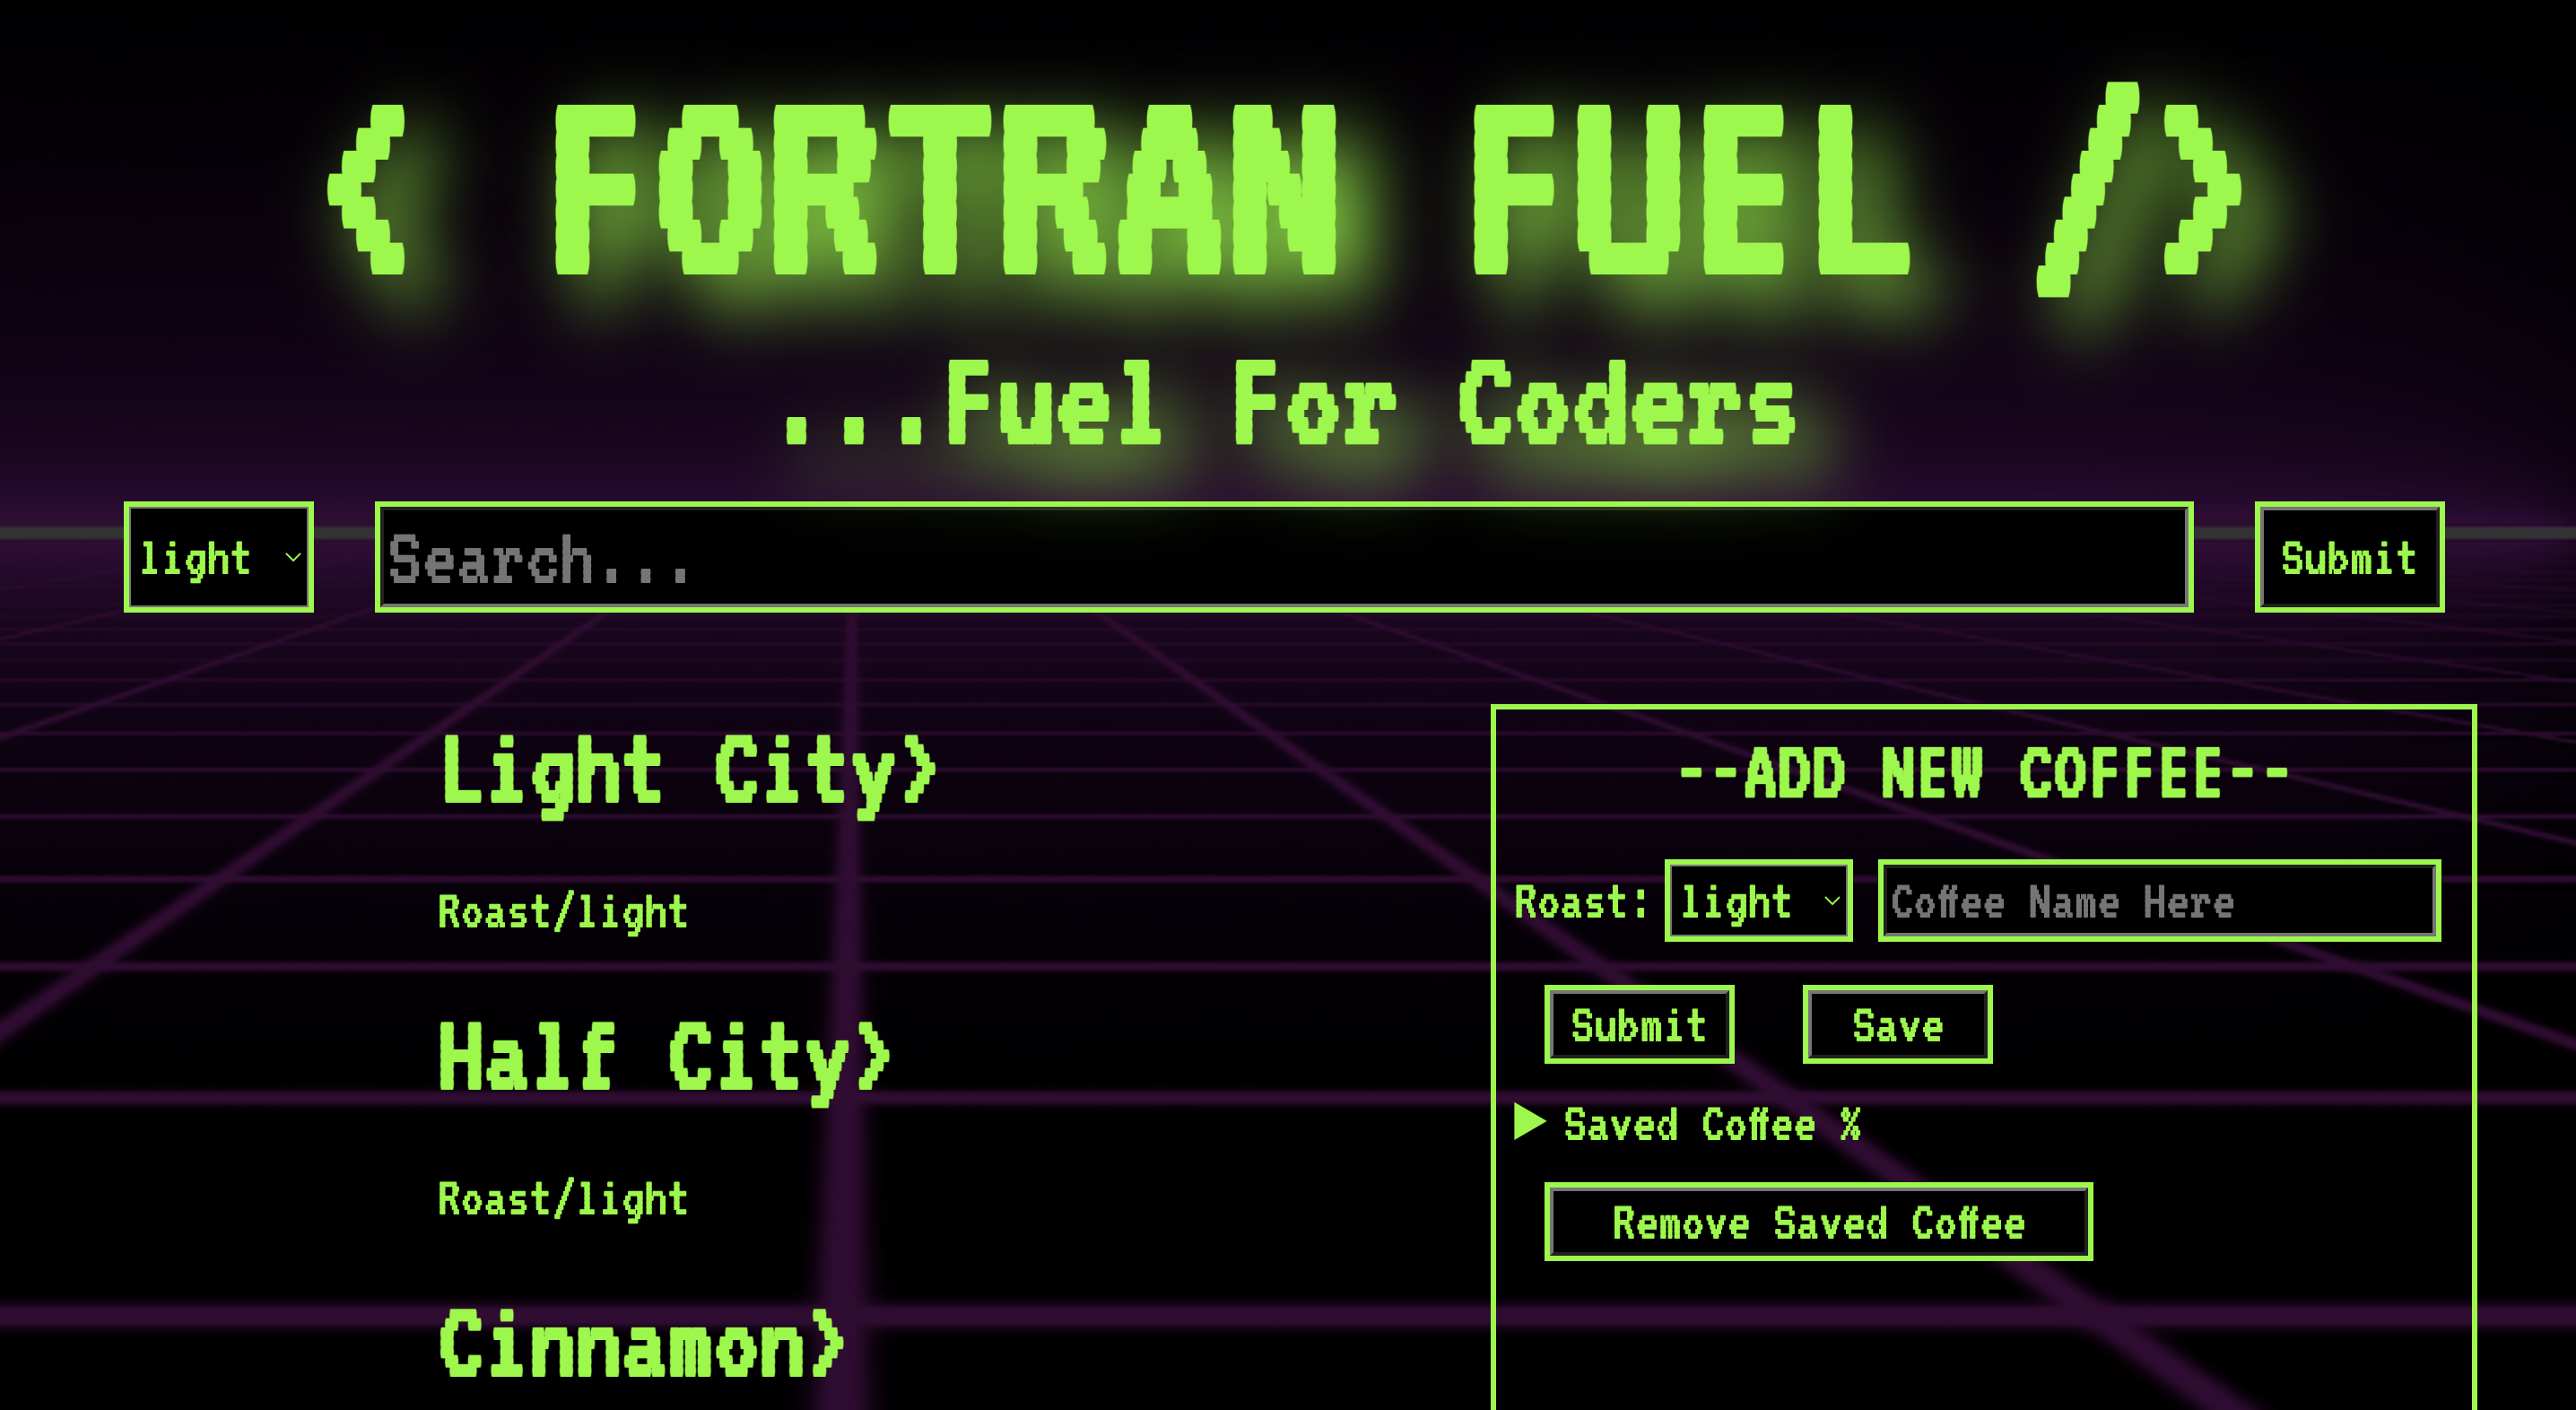 < FORTRAN FUEL />
...Fuel For Coders
light Search... Submit
Light City>
Roast/light
Half City>
Roast/light
Cinnamon>
--ADD NEW COFFEE--
Roast: light Coffee Name Here
Submit Save
Saved Coffee %
Remove Saved Coffee